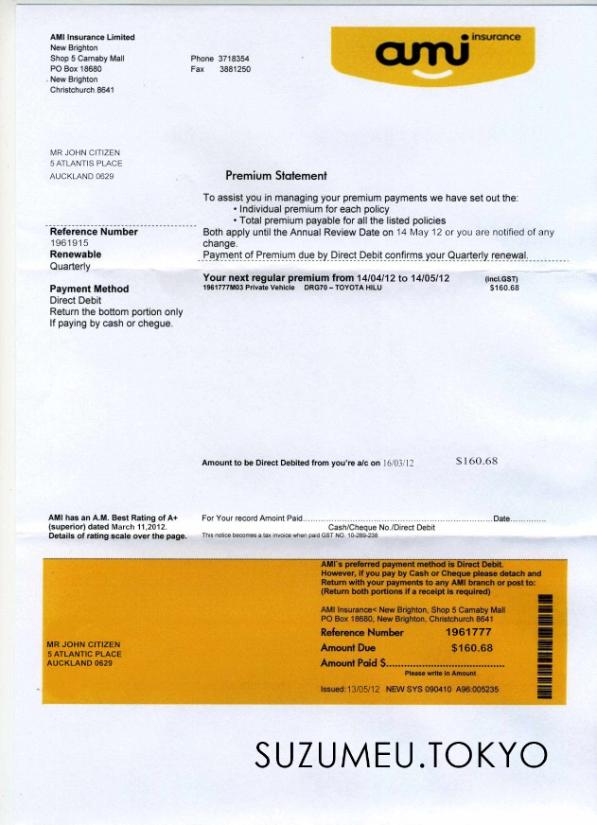 AMI Insurance Limited
New Brighton
Shop 5 Carnaby Mall
PO Box 18680
New Brighton
Christchurch 8641
Phone 3718354
Fax 3881250
ami insurance
MR JOHN CITIZEN
5 ATLANTIS PLACE
AUCKLAND 0629
Premium Statement
To assist you in managing your premium payments we have set out the:
• Individual premium for each policy
• Total premium payable for all the listed policies
Both apply until the Annual Review Date on 14 May 12 or you are notified of any
change.
Payment of Premium due by Direct Debit confirms your Quarterly renewal.
Reference Number
1961915
Renewable
Quarterly
Payment Method
Direct Debit
Return the bottom portion only
If paying by cash or chegue.
Your next regular premium from 14/04/12 to 14/05/12 (incl.GST)
1961777M03 Private Vehicle DRG70 – TOYOTA HILU $160.68
Amount to be Direct Debited from you're a/c on 16/03/12 $160.68
AMI has an A.M. Best Rating of A+
(superior) dated March 11,2012.
Details of rating scale over the page.
For Your record Amoint Paid..........Date..........
Cash/Cheque No./Direct Debit
This notice becomes a tax invoice when paid GST NO. 10-269-238
AMI's preferred payment method is Direct Debit.
However, if you pay by Cash or Cheque please detach and
Return with your payments to any AMI branch or post to:
(Return both portions if a receipt is required)
AMI Insurance< New Brighton, Shop 5 Carnaby Mall
PO Box 18680, New Brighton, Christchurch 8641
Reference Number 1961777
Amount Due $160.68
Amount Paid $..........
Please write in Amount
Issued:13/05/12 NEW SYS 090410 A96:005235
MR JOHN CITIZEN
5 ATLANTIC PLACE
AUCKLAND 0629
SUZUMEU.TOKYO